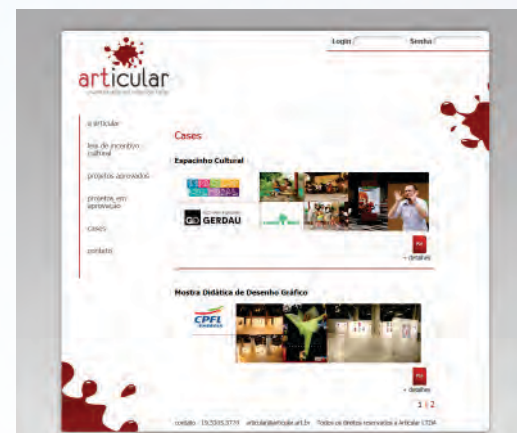 Login
Senha
articular
a articular
leis de incentivo
cultural
projetos aprovados
projetos em
aprovação
cases
contato
Cases
Espacinho Cultural
GERDAU
+ detalhes
Mostra Didática de Desenho Gráfico
CPFL
+ detalhes
1 | 2
contato
Todos os direitos reservados a Articular LTDA